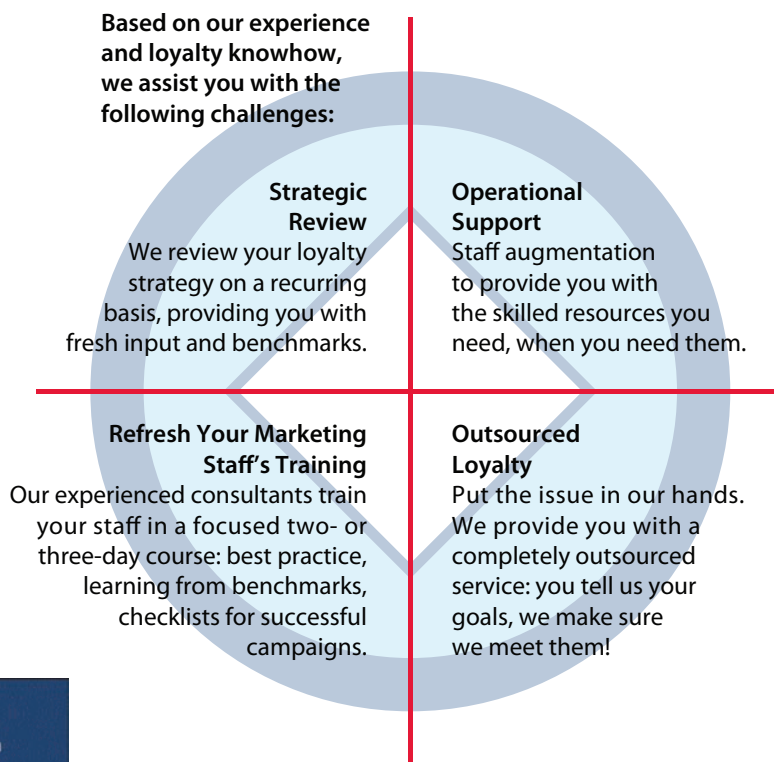 Based on our experience
and loyalty knowhow,
we assist you with the
following challenges:
Strategic
Review
We review your loyalty
strategy on a recurring
basis, providing you with
fresh input and benchmarks.
Operational
Support
Staff augmentation
to provide you with
the skilled resources you
need, when you need them.
Refresh Your Marketing
Staff's Training
Our experienced consultants train
your staff in a focused two- or
three-day course: best practice,
learning from benchmarks,
checklists for successful
campaigns.
Outsourced
Loyalty
Put the issue in our hands.
We provide you with a
completely outsourced
service: you tell us your
goals, we make sure
we meet them!